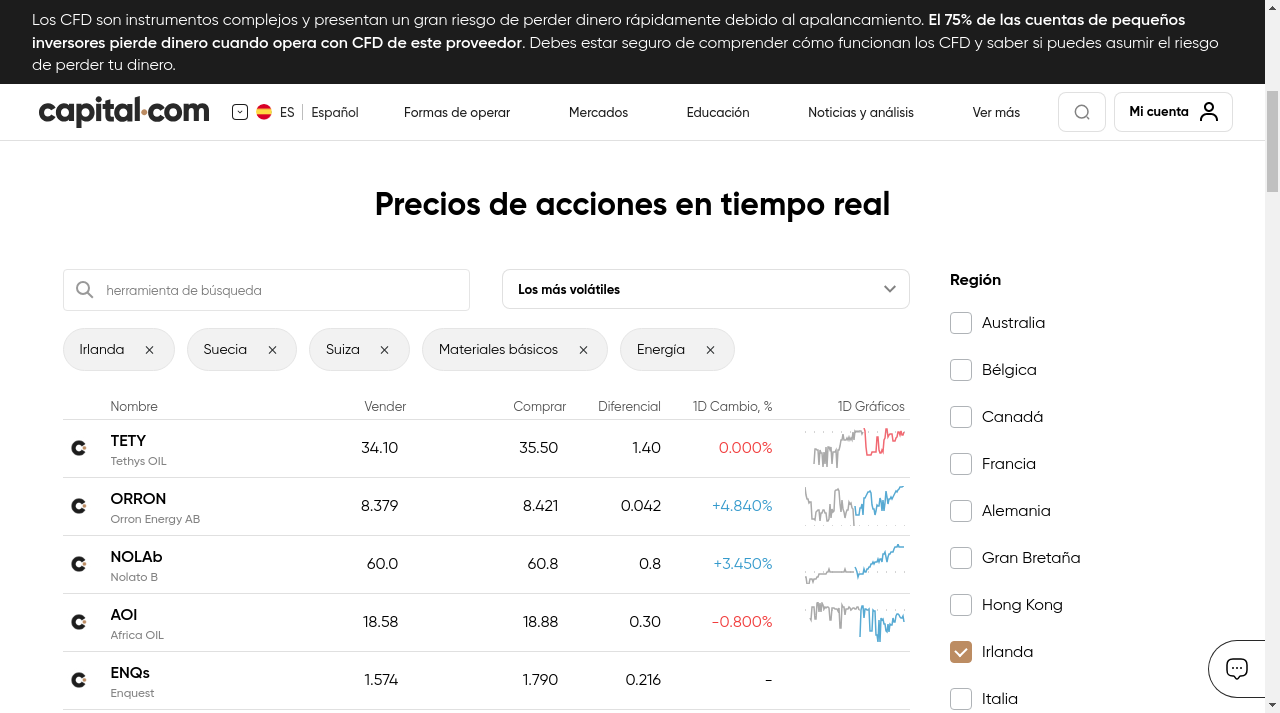 Los CFD son instrumentos complejos y presentan un gran riesgo de perder dinero rápidamente debido al apalancamiento. El 75% de las cuentas de pequeños
inversores pierde dinero cuando opera con CFD de este proveedor. Debes estar seguro de comprender cómo funcionan los CFD y saber si puedes asumir el riesgo
de perder tu dinero.
capital.com ES Español Formas de operar Mercados Educación Noticias y análisis Ver más Mi cuenta
Precios de acciones en tiempo real
herramienta de búsqueda Los más volátiles
Irlanda Suecia Suiza Materiales básicos Energía
Nombre Vender Comprar Diferencial 1D Cambio, % 1D Gráficos
TETY 34.10 35.50 1.40 0.000%
Tethys OIL
ORRON 8.379 8.421 0.042 +4.840%
Orron Energy AB
NOLAb 60.0 60.8 0.8 +3.450%
Nolato B
AOI 18.58 18.88 0.30 -0.800%
Africa OIL
ENQs 1.574 1.790 0.216 -
Enquest
Región
Australia
Bélgica
Canadá
Francia
Alemania
Gran Bretaña
Hong Kong
Irlanda
Italia